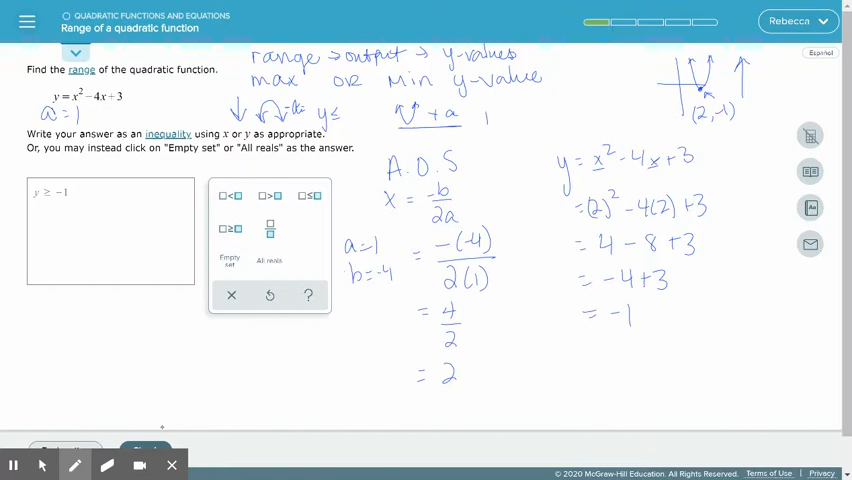 QUADRATIC FUNCTIONS AND EQUATIONS
Range of a quadratic function
Rebecca
Español
range → output → y-values
max OR min y-value
Find the range of the quadratic function.
y = x² − 4x + 3
a = 1
y ≤
+a
(2, -1)
Write your answer as an inequality using x or y as appropriate.
Or, you may instead click on "Empty set" or "All reals" as the answer.
y ≥ −1
□<□ □>□ □≤□
□≥□
Empty set
All reals
?
A.O.S
x = -b/2a
a=1
b=-4
= -(-4)/2(1)
= 4/2
= 2
y = x² - 4x + 3
= (2)² - 4(2) + 3
= 4 - 8 + 3
= -4 + 3
= -1
© 2020 McGraw-Hill Education. All Rights Reserved. Terms of Use | Privacy